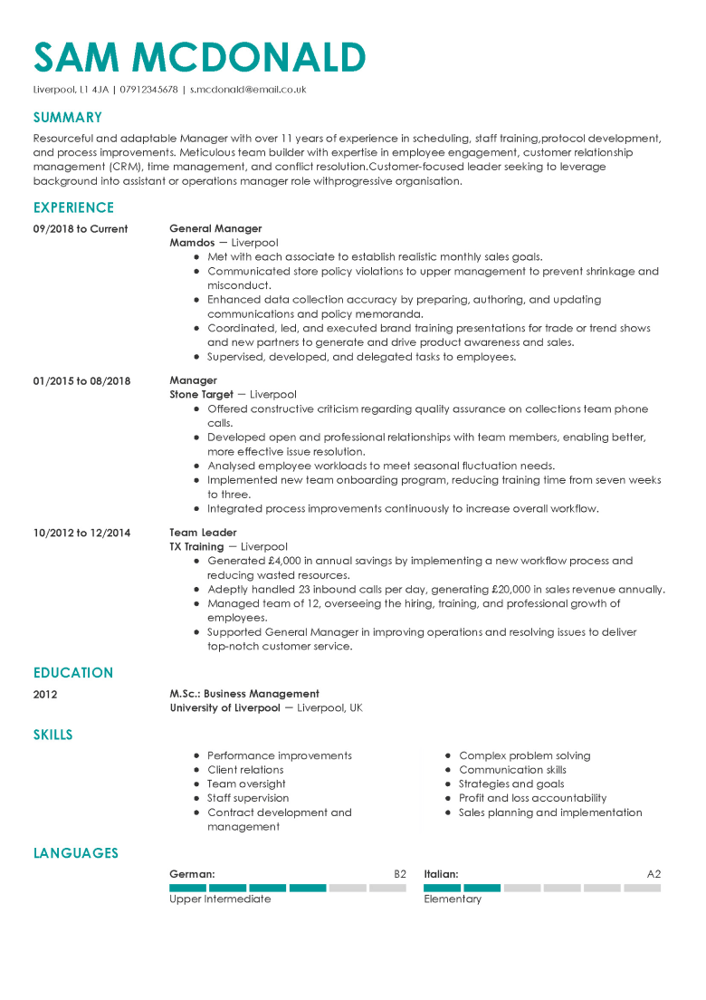 SAM MCDONALD
Liverpool, L1 4JA | 07912345678 | s.mcdonald@email.co.uk
SUMMARY
Resourceful and adaptable Manager with over 11 years of experience in scheduling, staff training,protocol development,
and process improvements. Meticulous team builder with expertise in employee engagement, customer relationship
management (CRM), time management, and conflict resolution.Customer-focused leader seeking to leverage
background into assistant or operations manager role withprogressive organisation.
EXPERIENCE
09/2018 to Current
General Manager
Mamdos — Liverpool
• Met with each associate to establish realistic monthly sales goals.
• Communicated store policy violations to upper management to prevent shrinkage and
misconduct.
• Enhanced data collection accuracy by preparing, authoring, and updating
communications and policy memoranda.
• Coordinated, led, and executed brand training presentations for trade or trend shows
and new partners to generate and drive product awareness and sales.
• Supervised, developed, and delegated tasks to employees.
01/2015 to 08/2018
Manager
Stone Target — Liverpool
• Offered constructive criticism regarding quality assurance on collections team phone
calls.
• Developed open and professional relationships with team members, enabling better,
more effective issue resolution.
• Analysed employee workloads to meet seasonal fluctuation needs.
• Implemented new team onboarding program, reducing training time from seven weeks
to three.
• Integrated process improvements continuously to increase overall workflow.
10/2012 to 12/2014
Team Leader
TX Training — Liverpool
• Generated £4,000 in annual savings by implementing a new workflow process and
reducing wasted resources.
• Adeptly handled 23 inbound calls per day, generating £20,000 in sales revenue annually.
• Managed team of 12, overseeing the hiring, training, and professional growth of
employees.
• Supported General Manager in improving operations and resolving issues to deliver
top-notch customer service.
EDUCATION
2012
M.Sc.: Business Management
University of Liverpool — Liverpool, UK
SKILLS
• Performance improvements
• Client relations
• Team oversight
• Staff supervision
• Contract development and
management
• Complex problem solving
• Communication skills
• Strategies and goals
• Profit and loss accountability
• Sales planning and implementation
LANGUAGES
German: B2
Upper Intermediate
Italian: A2
Elementary